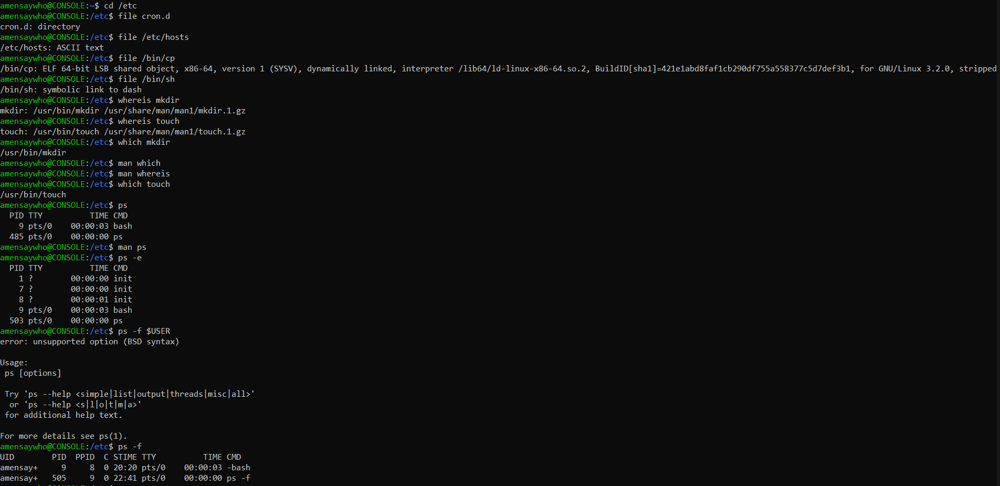 amensaywho@CONSOLE:~$ cd /etc
amensaywho@CONSOLE:/etc$ file cron.d
cron.d: directory
amensaywho@CONSOLE:/etc$ file /etc/hosts
/etc/hosts: ASCII text
amensaywho@CONSOLE:/etc$ file /bin/cp
/bin/cp: ELF 64-bit LSB shared object, x86-64, version 1 (SYSV), dynamically linked, interpreter /lib64/ld-linux-x86-64.so.2, BuildID[sha1]=421e1abd8faf1cb290df755a558377c5d7def3b1, for GNU/Linux 3.2.0, stripped
amensaywho@CONSOLE:/etc$ file /bin/sh
/bin/sh: symbolic link to dash
amensaywho@CONSOLE:/etc$ whereis mkdir
mkdir: /usr/bin/mkdir /usr/share/man/man1/mkdir.1.gz
amensaywho@CONSOLE:/etc$ whereis touch
touch: /usr/bin/touch /usr/share/man/man1/touch.1.gz
amensaywho@CONSOLE:/etc$ which mkdir
/usr/bin/mkdir
amensaywho@CONSOLE:/etc$ man which
amensaywho@CONSOLE:/etc$ man whereis
amensaywho@CONSOLE:/etc$ which touch
/usr/bin/touch
amensaywho@CONSOLE:/etc$ ps
  PID TTY          TIME CMD
    9 pts/0    00:00:03 bash
  485 pts/0    00:00:00 ps
amensaywho@CONSOLE:/etc$ man ps
amensaywho@CONSOLE:/etc$ ps -e
  PID TTY          TIME CMD
    1 ?        00:00:00 init
    7 ?        00:00:00 init
    8 ?        00:00:01 init
    9 pts/0    00:00:03 bash
  503 pts/0    00:00:00 ps
amensaywho@CONSOLE:/etc$ ps -f $USER
error: unsupported option (BSD syntax)

Usage:
 ps [options]

 Try 'ps --help <simple|list|output|threads|misc|all>'
  or 'ps --help <s|l|o|t|m|a>'
 for additional help text.

For more details see ps(1).
amensaywho@CONSOLE:/etc$ ps -f
UID        PID  PPID  C STIME TTY          TIME CMD
amensay+     9     8  0 20:20 pts/0    00:00:03 -bash
amensay+   505     9  0 22:41 pts/0    00:00:00 ps -f